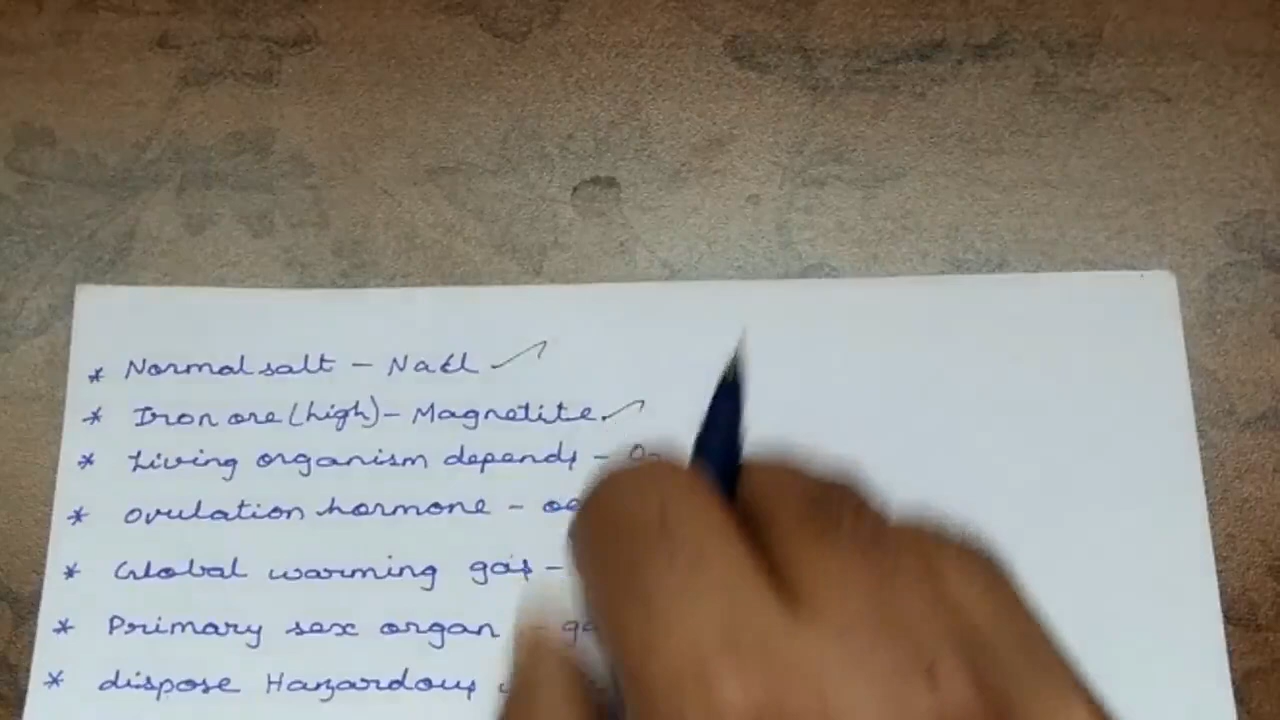 * Normal salt - NaCl
* Iron ore (high) - Magnetite
* Living organism depends -
* Ovulation hormone -
* Global warming gas -
* Primary sex organ -
* dispose Hazardous